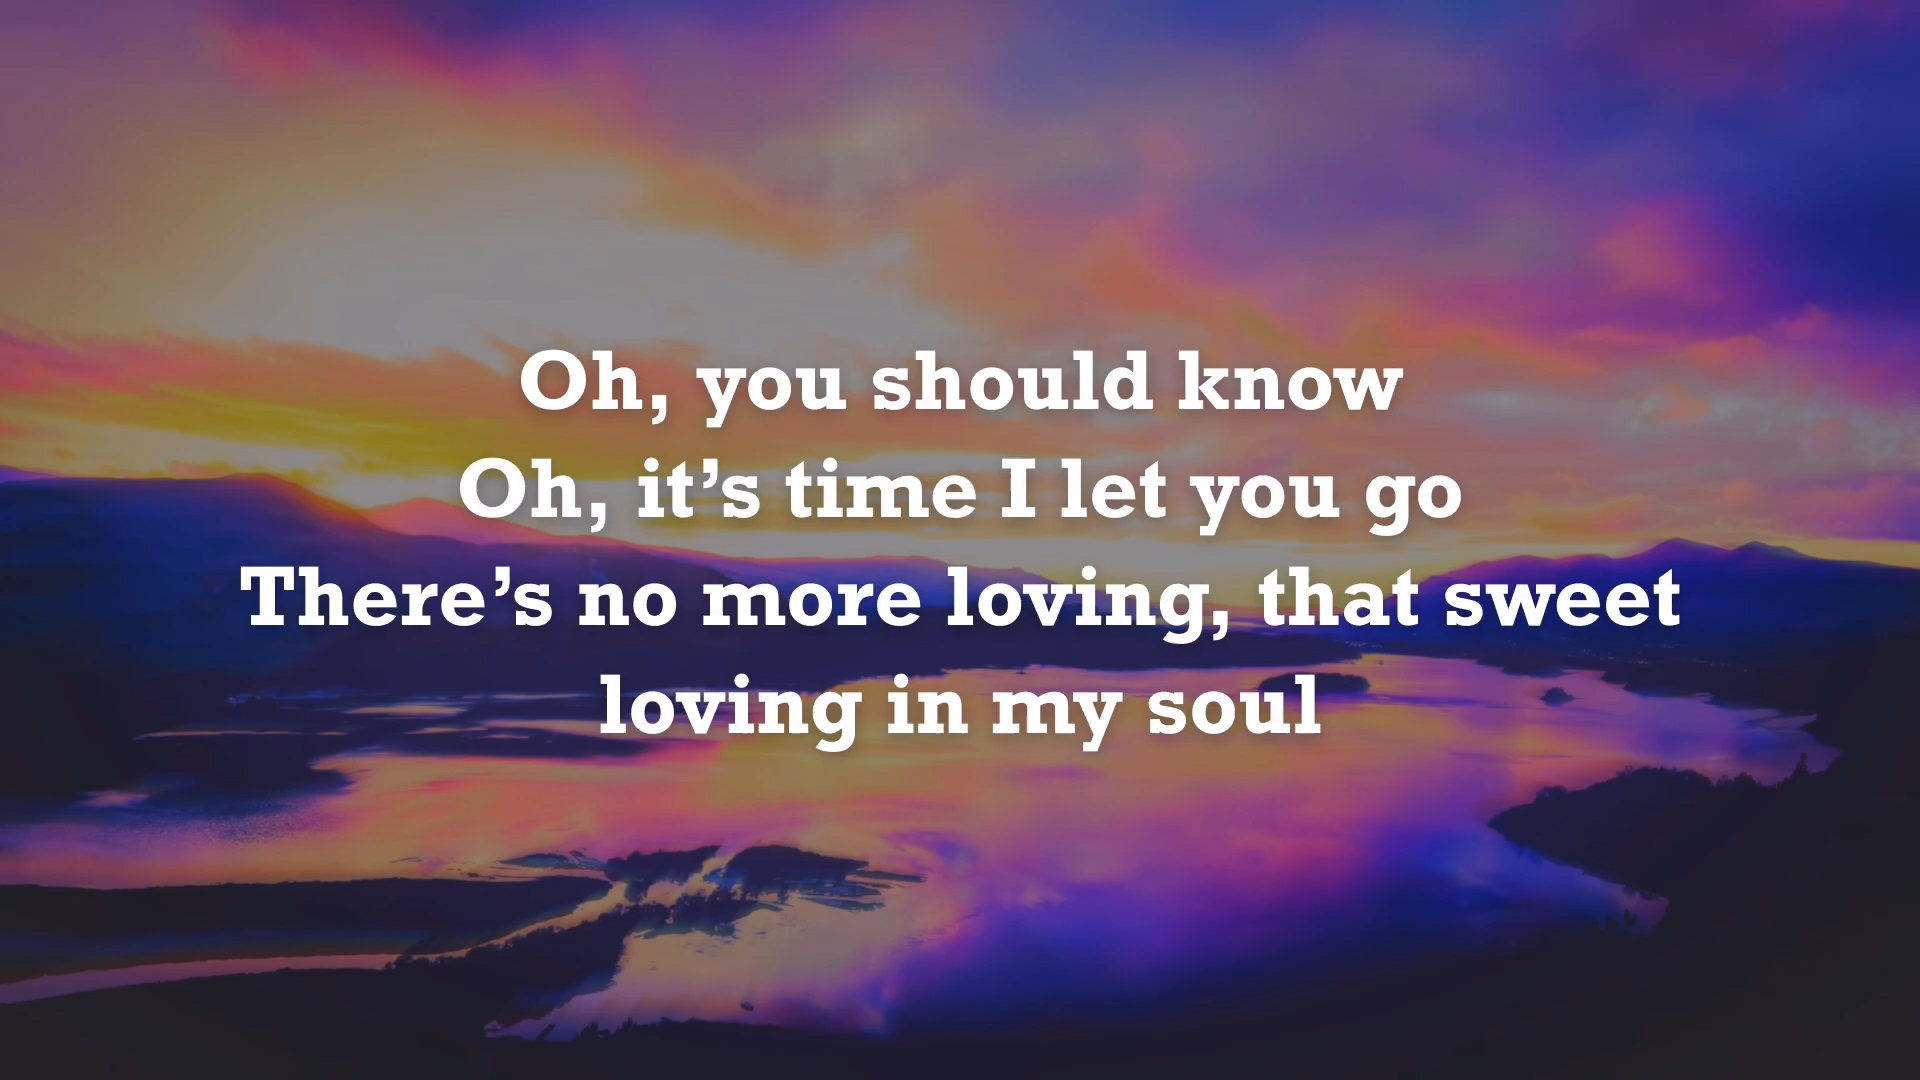 Oh, you should know
Oh, it’s time I let you go
There’s no more loving, that sweet
loving in my soul